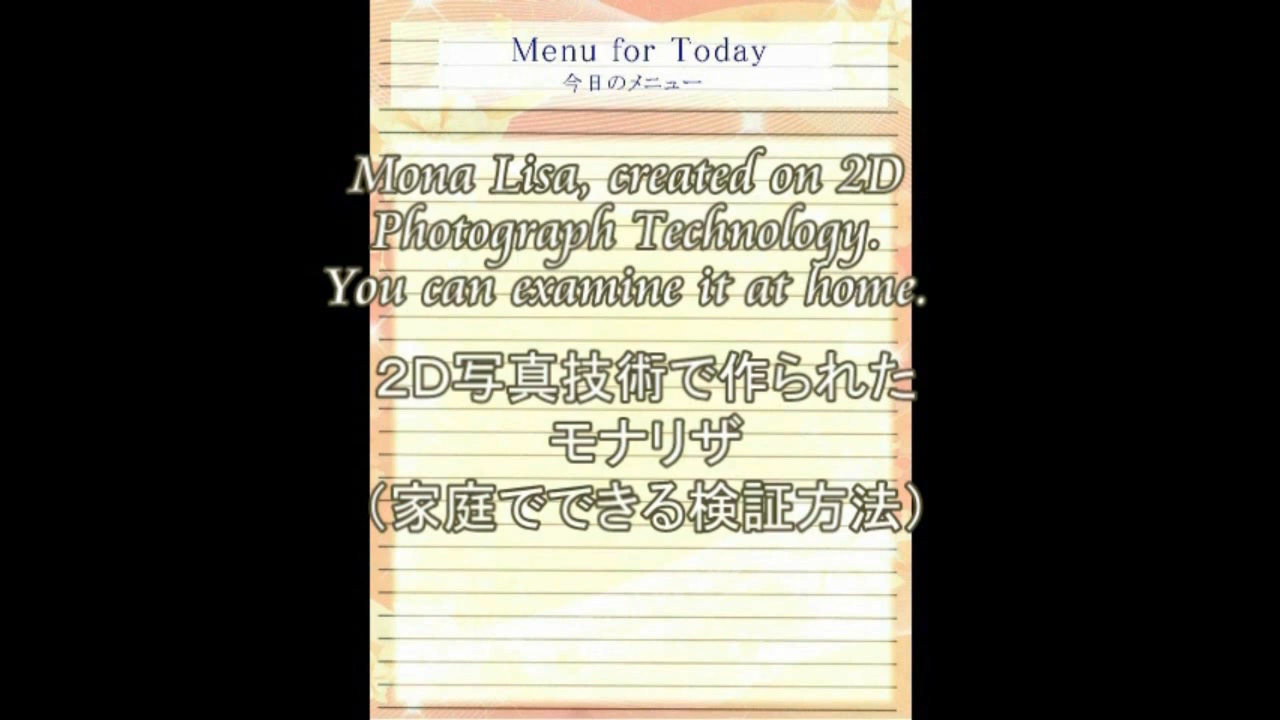 Menu for Today
今日のメニュー
Mona Lisa, created on 2D
Photograph Technology.
You can examine it at home.
２D写真技術で作られた
モナリザ
（家庭でできる検証方法）